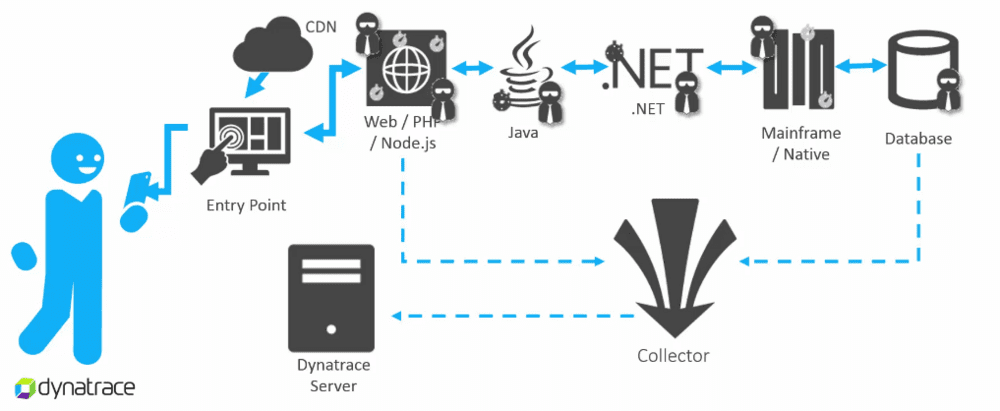 CDN
Entry Point
Web / PHP
/ Node.js
Java
.NET
.NET
Mainframe
/ Native
Database
Dynatrace
Server
Collector
dynatrace